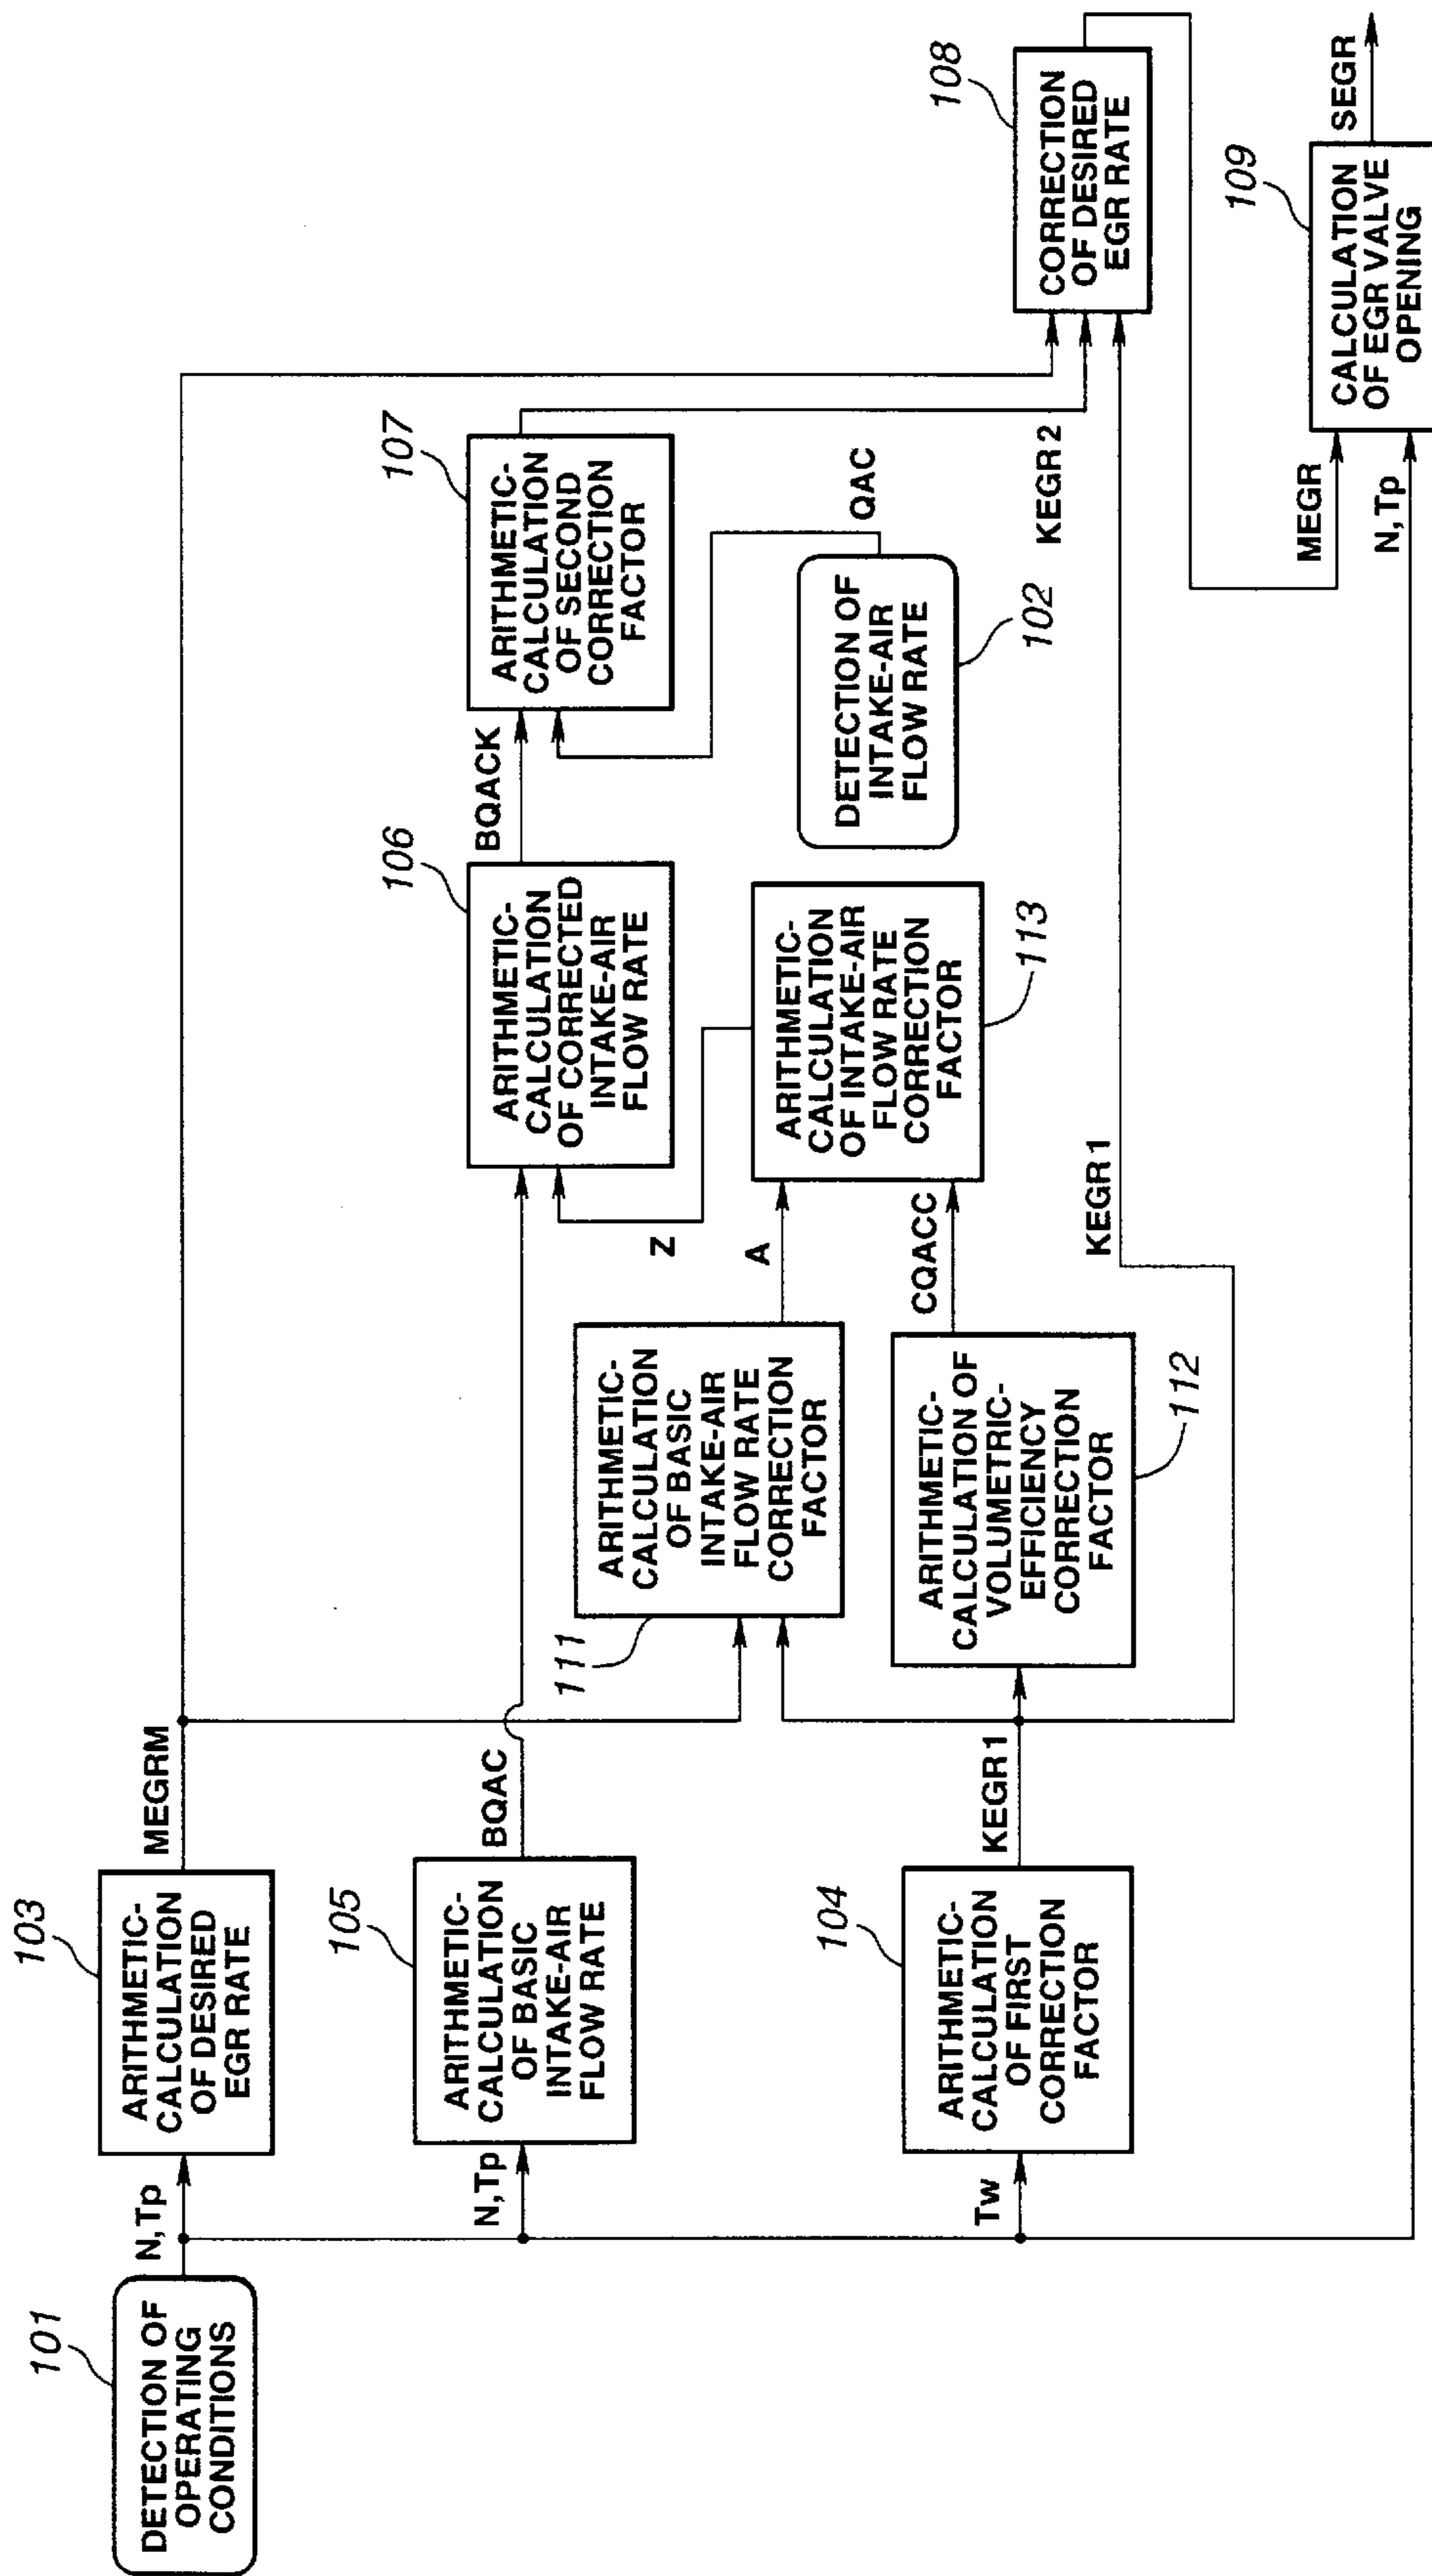 101
DETECTION OF
OPERATING
CONDITIONS
N,Tp
103
ARITHMETIC-
CALCULATION
OF DESIRED
EGR RATE
MEGRM
N,Tp
105
ARITHMETIC-
CALCULATION
OF BASIC
INTAKE-AIR
FLOW RATE
BQAC
Tw
104
ARITHMETIC-
CALCULATION
OF FIRST
CORRECTION
FACTOR
KEGR1
111
ARITHMETIC-
CALCULATION
OF BASIC
INTAKE-AIR
FLOW RATE
CORRECTION
FACTOR
A
ARITHMETIC-
CALCULATION OF
VOLUMETRIC-
EFFICIENCY
CORRECTION
FACTOR
112
CQACC
Z
KEGR1
106
ARITHMETIC-
CALCULATION
OF CORRECTED
INTAKE-AIR
FLOW RATE
BQACK
ARITHMETIC-
CALCULATION
OF INTAKE-AIR
FLOW RATE
CORRECTION
FACTOR
113
107
ARITHMETIC-
CALCULATION
OF SECOND
CORRECTION
FACTOR
QAC
DETECTION OF
INTAKE-AIR
FLOW RATE
102
KEGR2
108
CORRECTION
OF DESIRED
EGR RATE
MEGR
N,Tp
109
CALCULATION
OF EGR VALVE
OPENING
SEGR